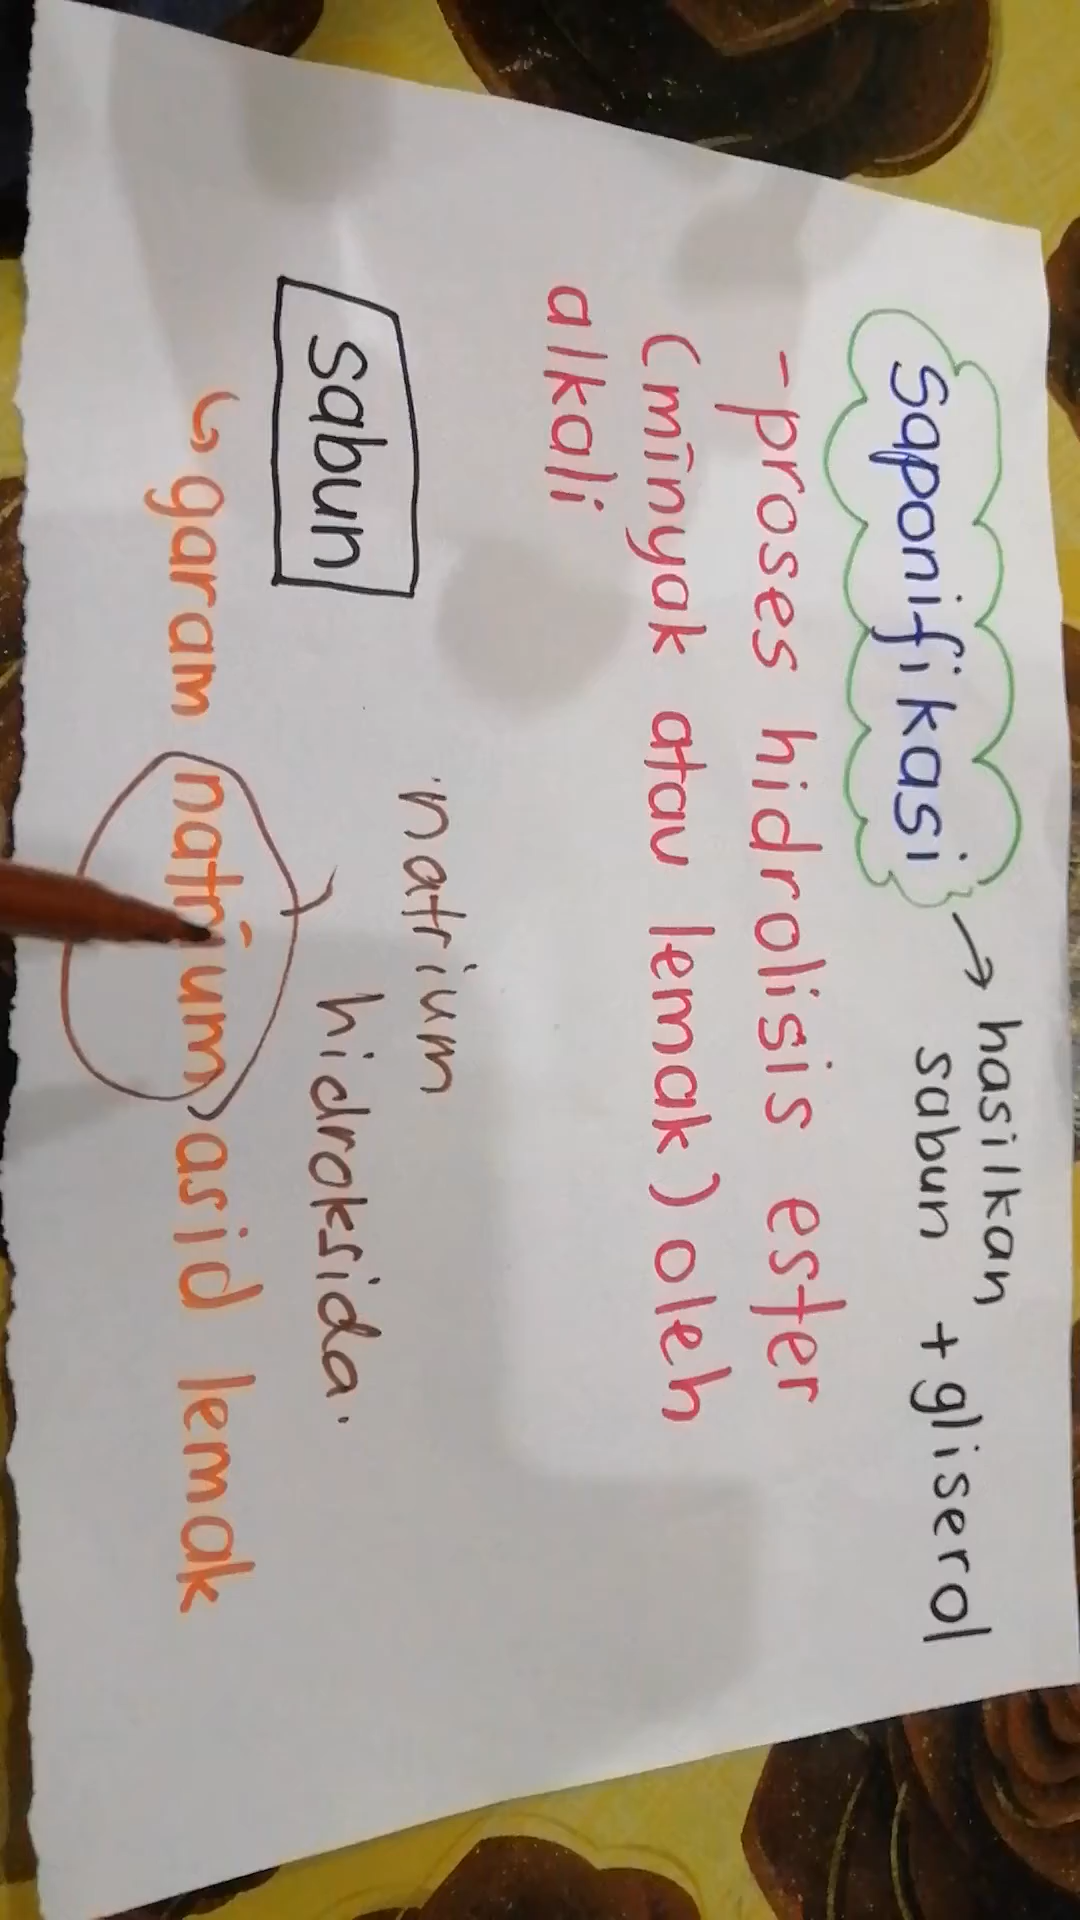 Saponifikasi → hasilkan
sabun + gliserol
- proses hidrolisis ester
(minyak atau lemak) oleh
alkali
natrium
sabun
hidroksida.
↳ garam natrium asid lemak